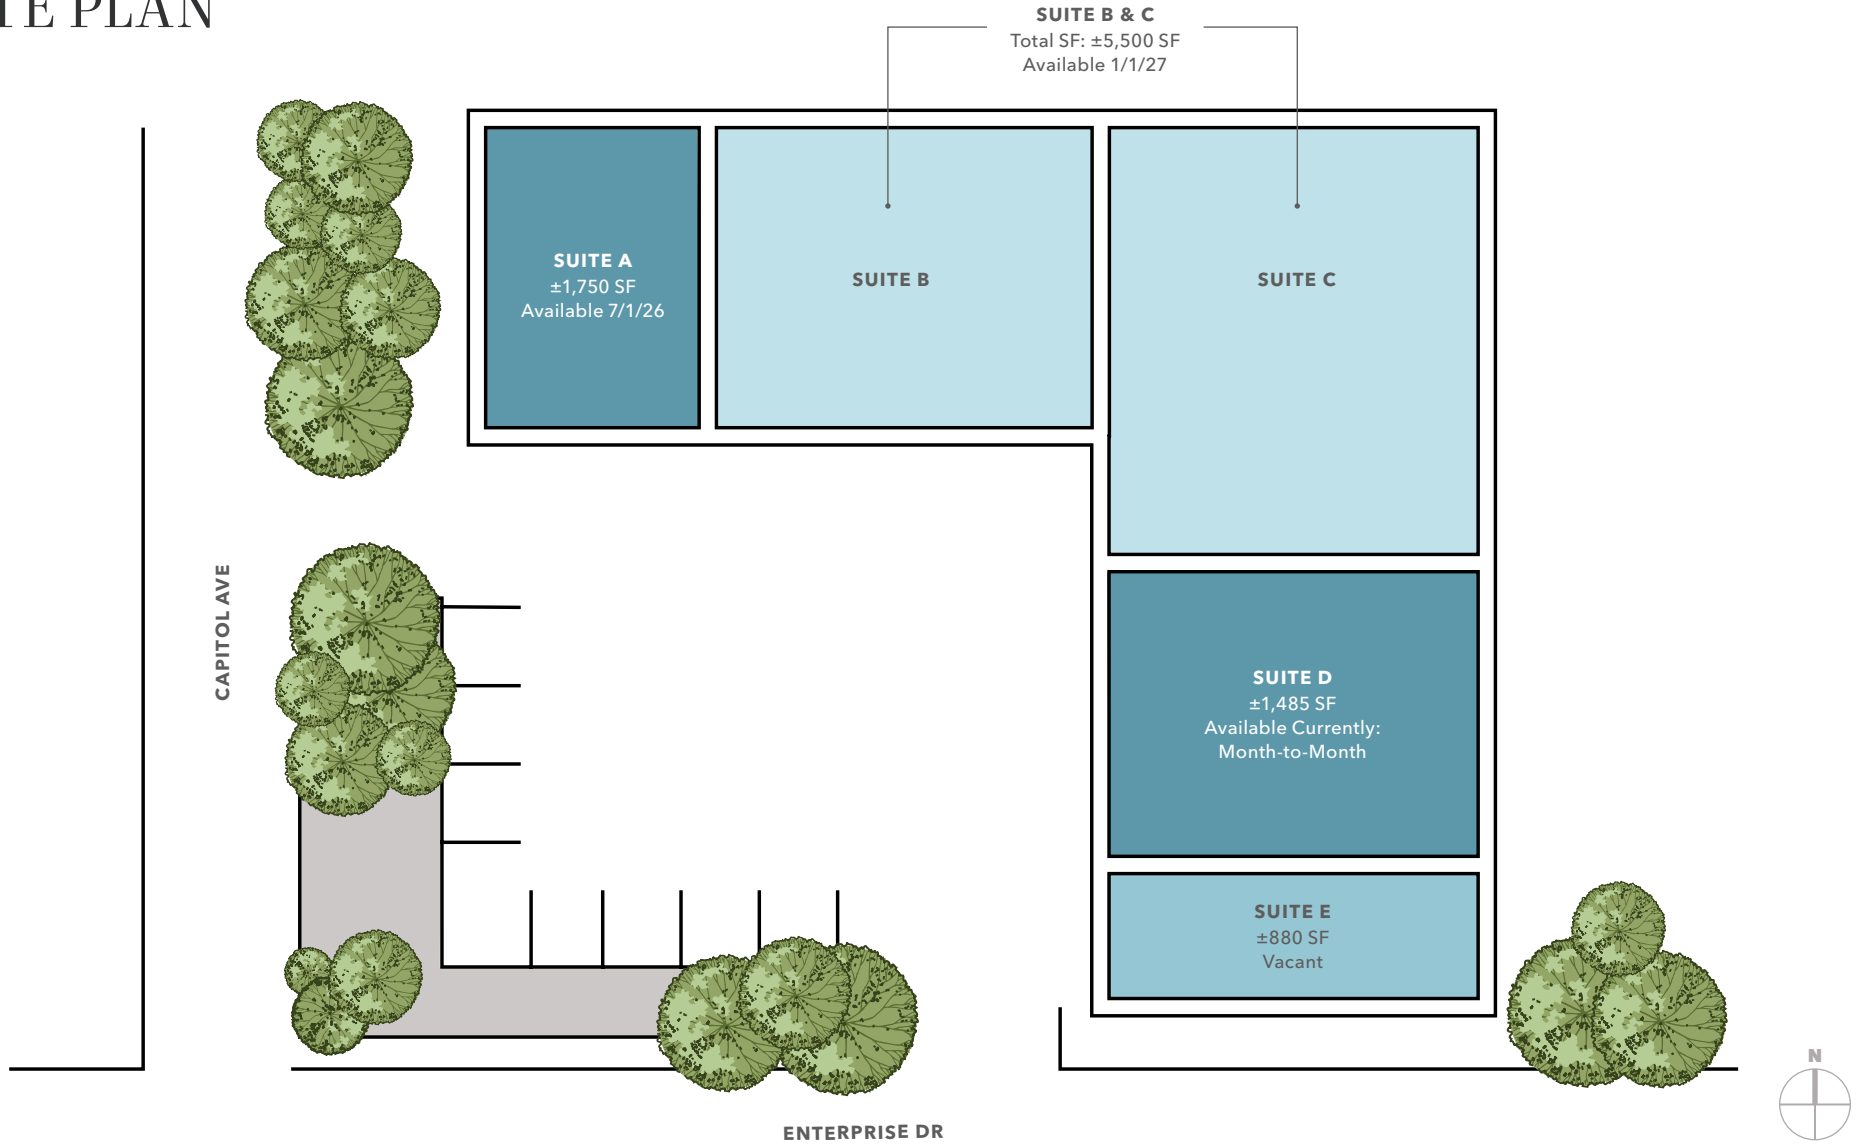 TE PLAN
SUITE B & C
Total SF: ±5,500 SF
Available 1/1/27
SUITE A
±1,750 SF
Available 7/1/26
SUITE B
SUITE C
CAPITOL AVE
SUITE D
±1,485 SF
Available Currently:
Month-to-Month
SUITE E
±880 SF
Vacant
N
ENTERPRISE DR